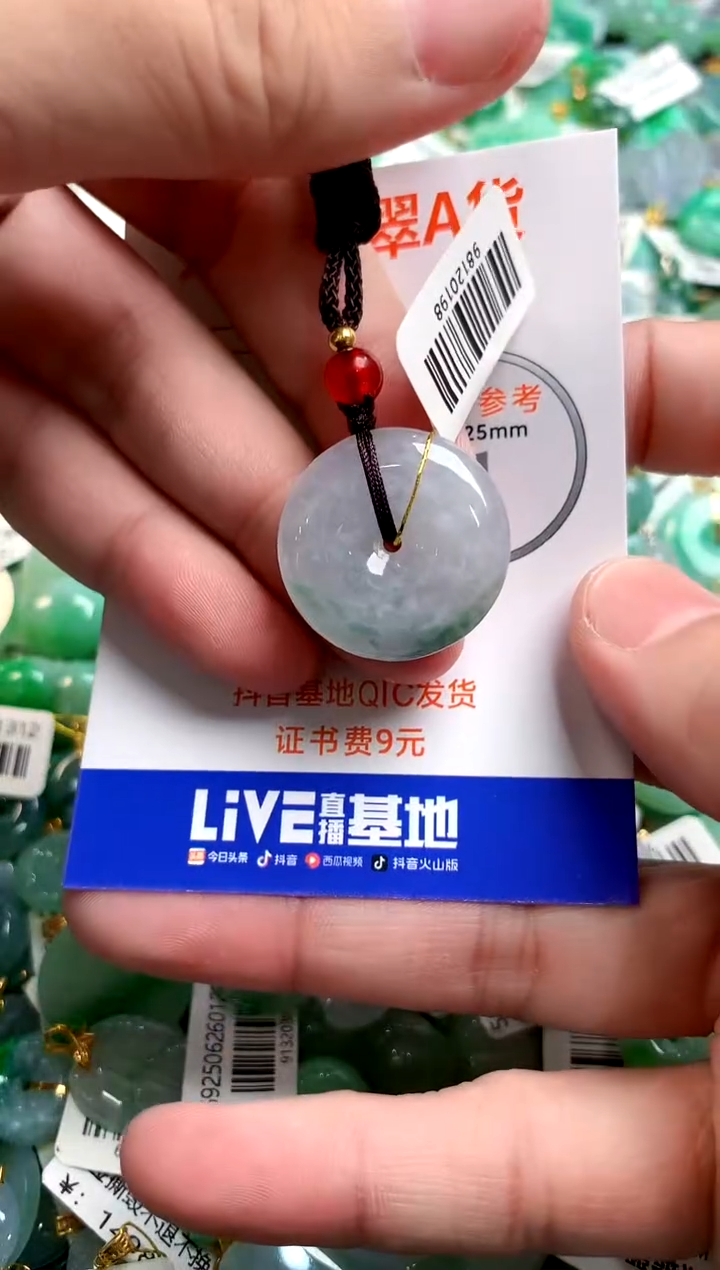 翠A货
98120198
参考
25mm
抖音基地QIC发货
证书费9元
LiVE直播基地
今日头条 抖音 西瓜视频 抖音火山版
1312